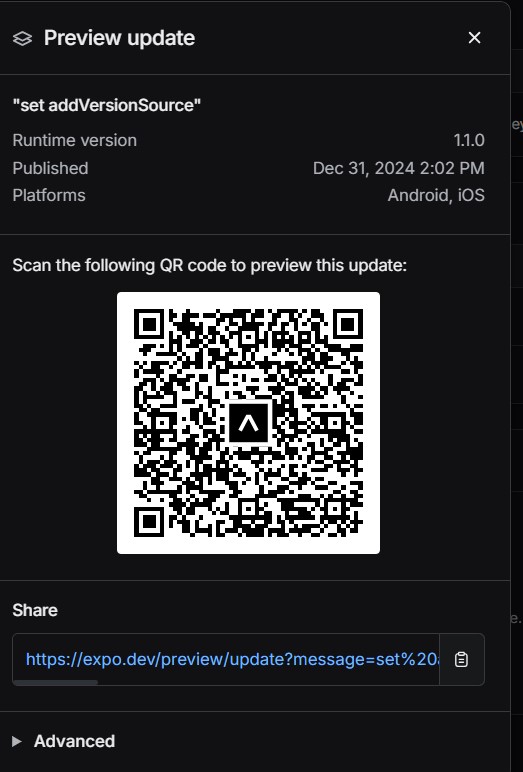 Preview update
"set addVersionSource"
Runtime version 1.1.0
Published Dec 31, 2024 2:02 PM
Platforms Android, iOS
Scan the following QR code to preview this update:
Share
https://expo.dev/preview/update?message=set%20
Advanced